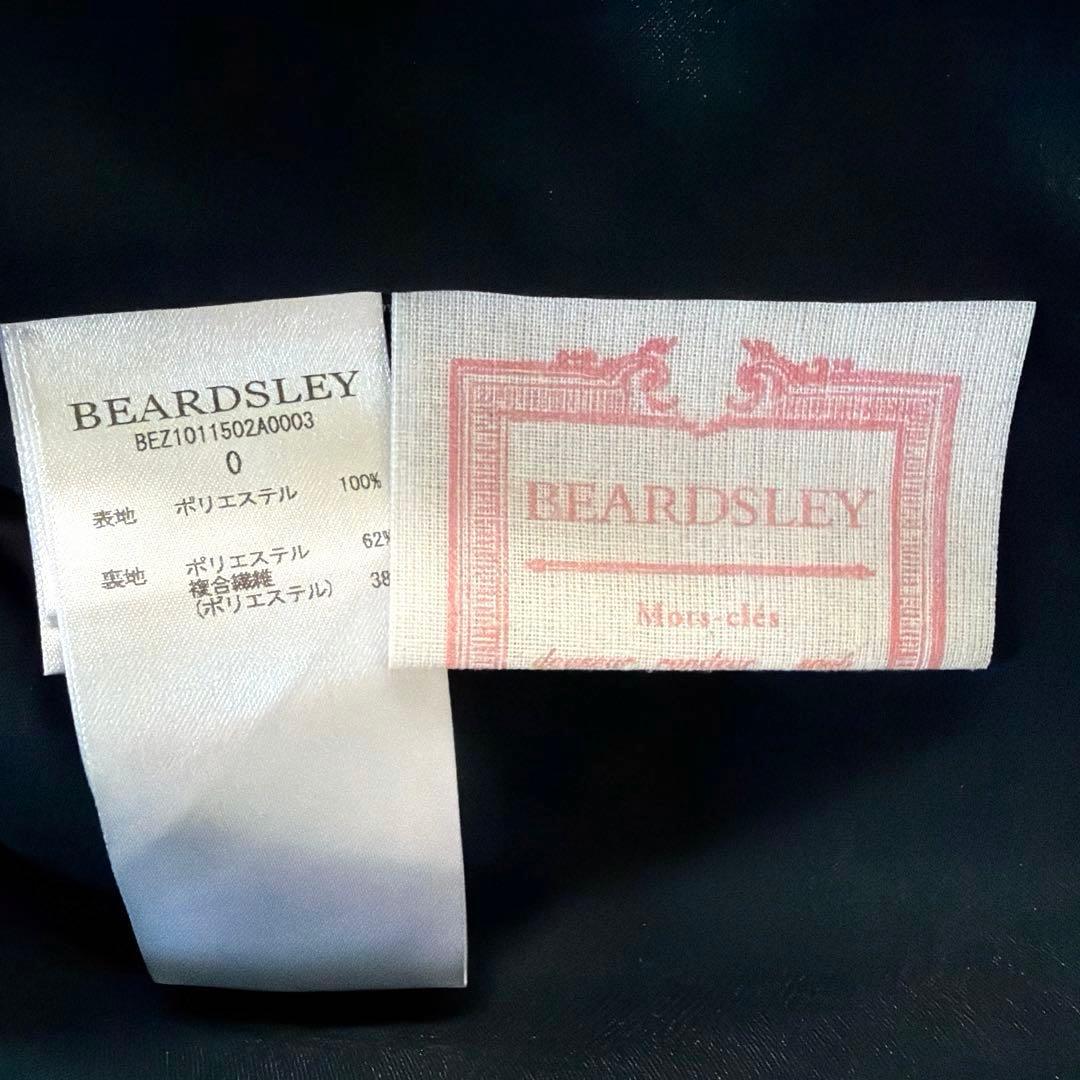 BEARDSLEY
BEZ1011502A0003
0
表地 ポリエステル 100%
裏地 ポリエステル 62%
複合繊維
(ポリエステル) 38
BEARDSLEY
Mots-clés